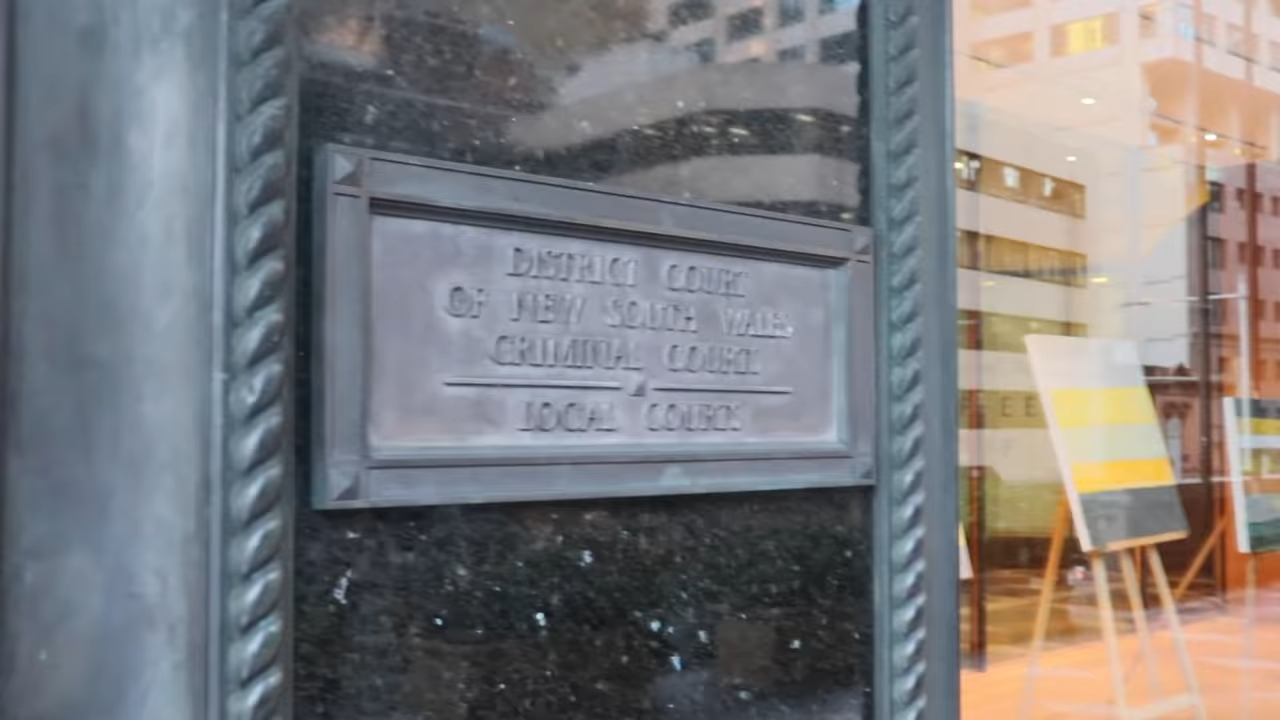 DISTRICT COURT
OF NEW SOUTH WALES
CRIMINAL COURT
LOCAL COURTS